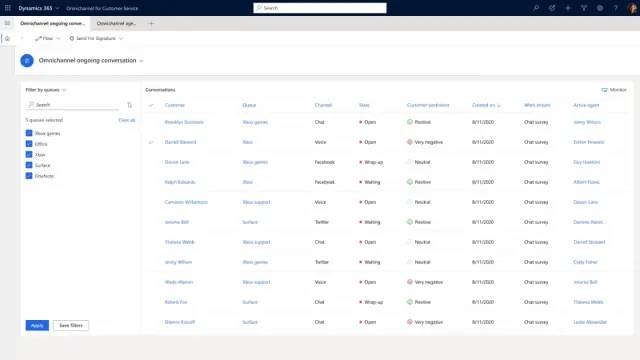 Dynamics 365 Omnichannel for Customer Service
Search
Omnichannel ongoing conve... Omnichannel age...
Flow Send For Signature
Omnichannel ongoing conversation
Filter by queues
Search
5 queues selected Clear all
Xbox games
Office
Xbox
Surface
OneNote
Apply Save filters
Conversations Monitor
Customer Queue Channel State Customer sentiment Created on Work stream Active agent
Brooklyn Simmons Xbox games Chat Open Positive 8/11/2020 Chat survey Jenny Wilson
Darrell Steward Xbox Voice Open Very negative 8/11/2020 Chat survey Esther Howard
Devon Lane Xbox games Facebook Wrap-up Neutral 8/11/2020 Chat survey Guy Hawkins
Ralph Edwards Xbox Facebook Waiting Positive 8/11/2020 Chat survey Albert Flores
Cameron Williamson Xbox support Voice Open Neutral 8/11/2020 Chat survey Devon Lane
Jerome Bell Surface Twitter Waiting Positive 8/11/2020 Chat survey
Theresa Webb Xbox support Chat Open Neutral 8/11/2020 Chat survey Darrell Steward
Jenny Wilson Xbox games Twitter Waiting Neutral 8/11/2020 Chat survey Cody Fisher
Wade Warren Xbox support Voice Open Very negative 8/11/2020 Chat survey Jerome Bell
Robert Fox Surface Chat Wrap-up Positive 8/11/2020 Chat survey Theresa Webb
Dianne Russell Surface Voice Open Very negative 8/11/2020 Chat survey Leslie Alexander